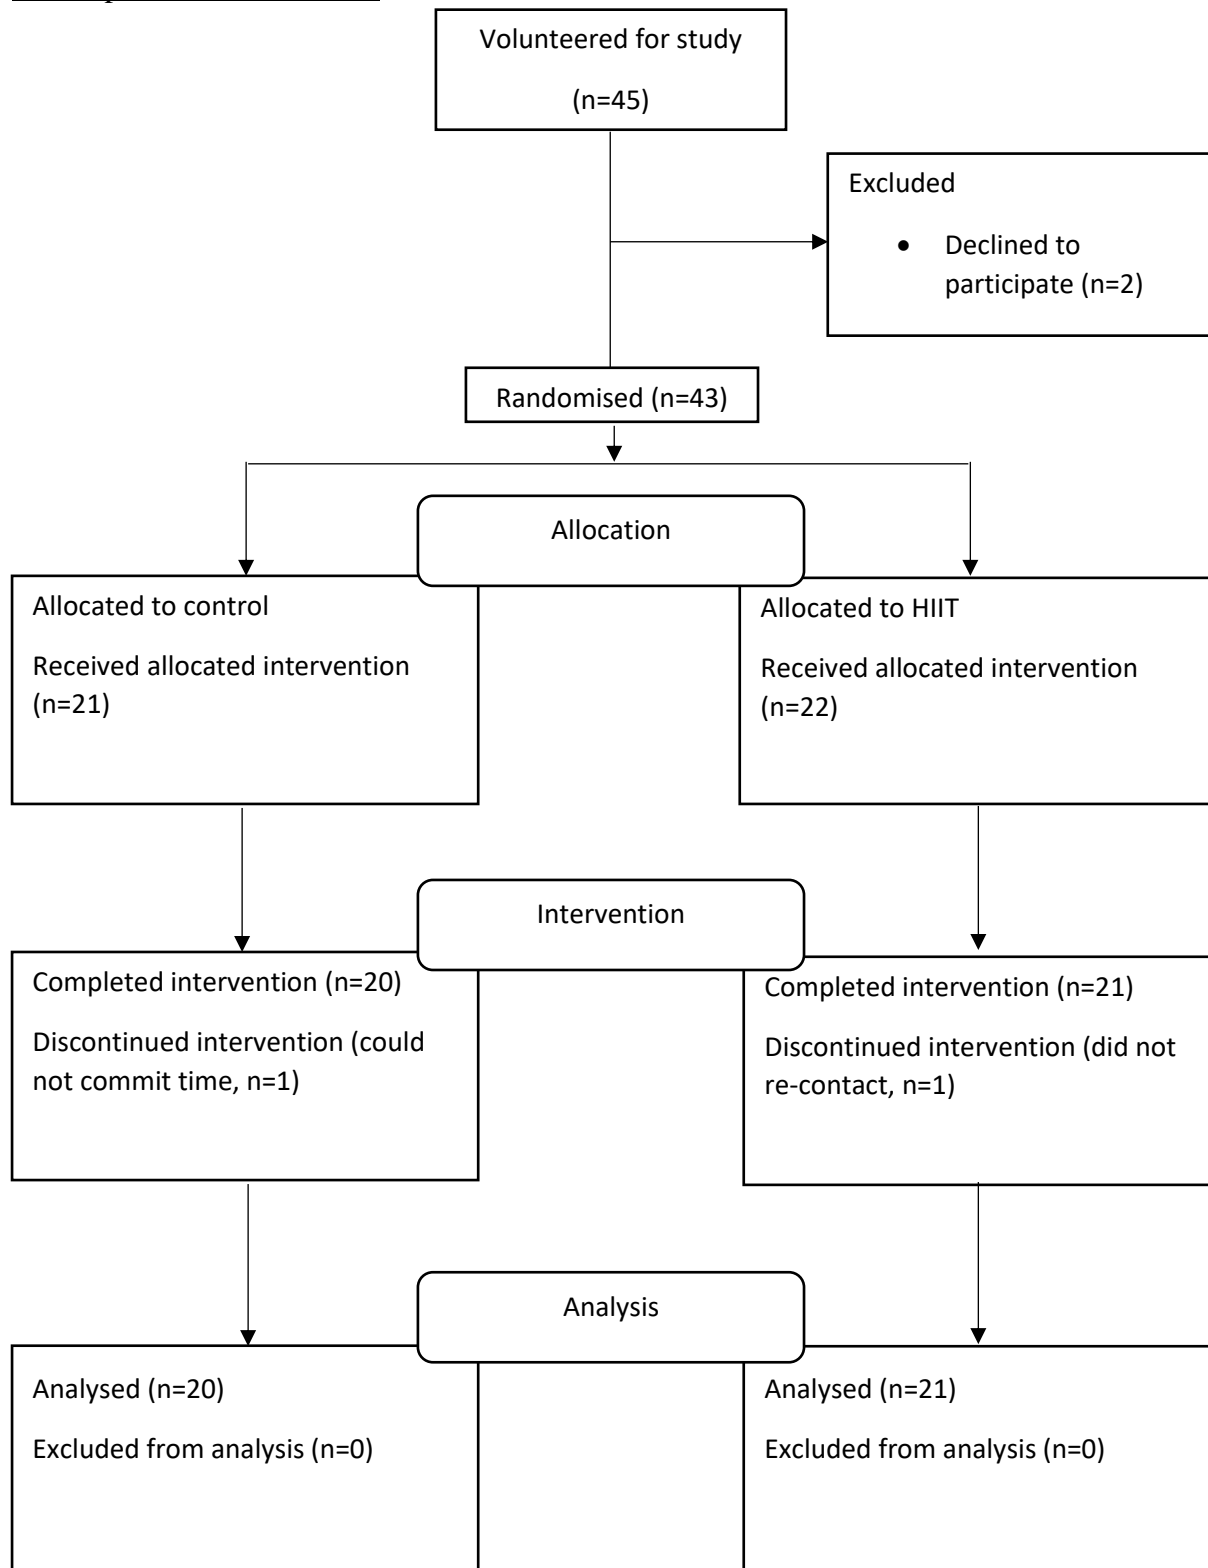 Volunteered for study
(n=45)
Excluded
• Declined to
participate (n=2)
Randomised (n=43)
Allocation
Allocated to control
Received allocated intervention
(n=21)
Allocated to HIIT
Received allocated intervention
(n=22)
Intervention
Completed intervention (n=20)
Discontinued intervention (could
not commit time, n=1)
Completed intervention (n=21)
Discontinued intervention (did not
re-contact, n=1)
Analysis
Analysed (n=20)
Excluded from analysis (n=0)
Analysed (n=21)
Excluded from analysis (n=0)